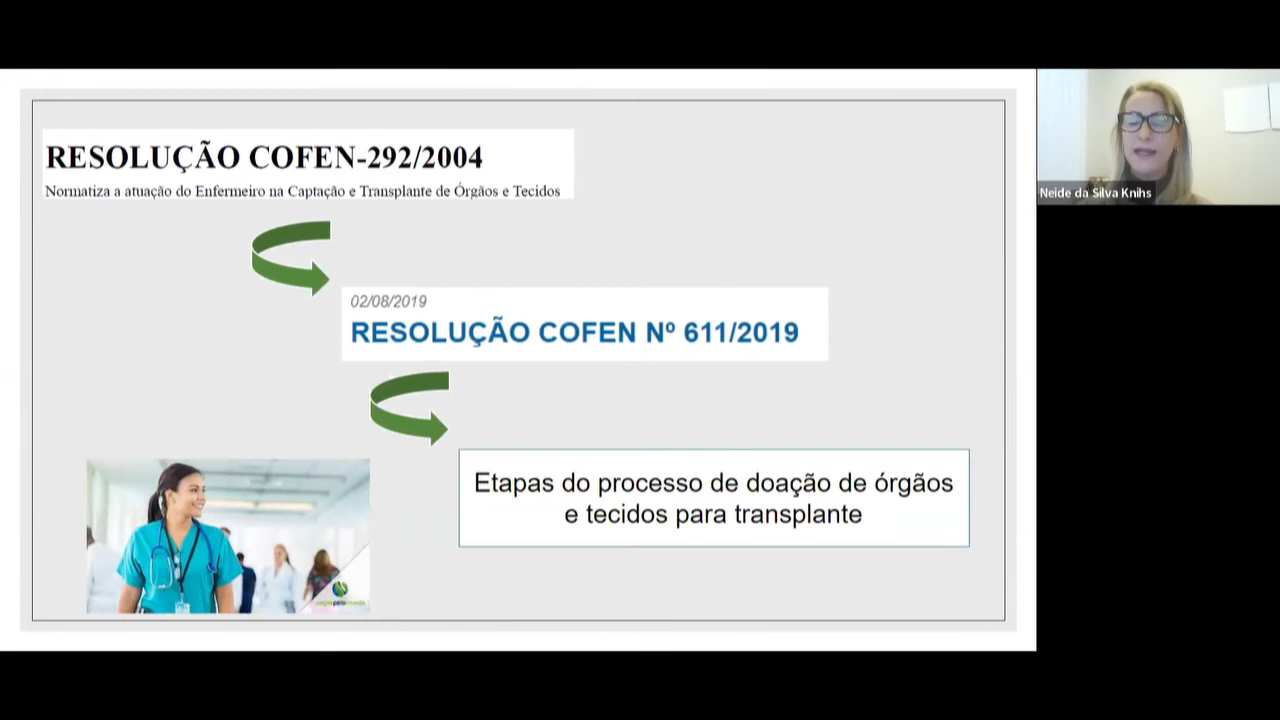 RESOLUÇÃO COFEN-292/2004
Normatiza a atuação do Enfermeiro na Captação e Transplante de Órgãos e Tecidos
02/08/2019
RESOLUÇÃO COFEN Nº 611/2019
Etapas do processo de doação de órgãos
e tecidos para transplante
Neide da Silva Knihs